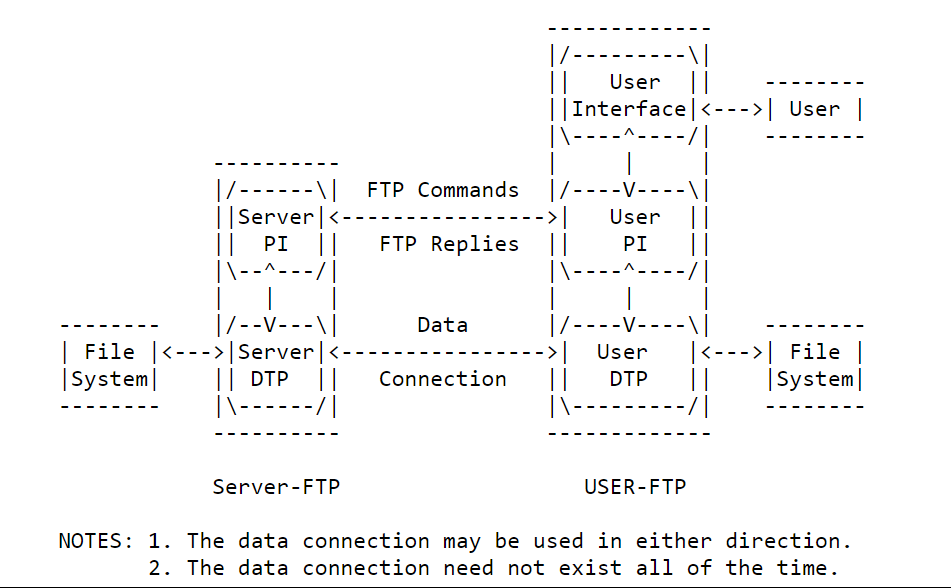 -------------
                                      |/---------\|
                                      ||   User  ||    --------
                                      ||Interface|<--->| User |
                                      |\----^----/|    --------
            ----------                |     |     |
            |/------\|  FTP Commands  |/----V----\|
            ||Server|<---------------->|   User  ||
            ||  PI  ||   FTP Replies  ||    PI   ||
            |\--^---/|                |\----^----/|
            |   |    |                |     |     |
--------    |/--V---\|      Data      |/----V----\|    --------
| File |<--->|Server|<---------------->|  User   |<--->| File |
|System|    || DTP  ||   Connection   ||   DTP   ||    |System|
--------    |\------/|                |\---------/|    --------
            ----------                -------------

            Server-FTP                   USER-FTP

NOTES: 1. The data connection may be used in either direction.
       2. The data connection need not exist all of the time.